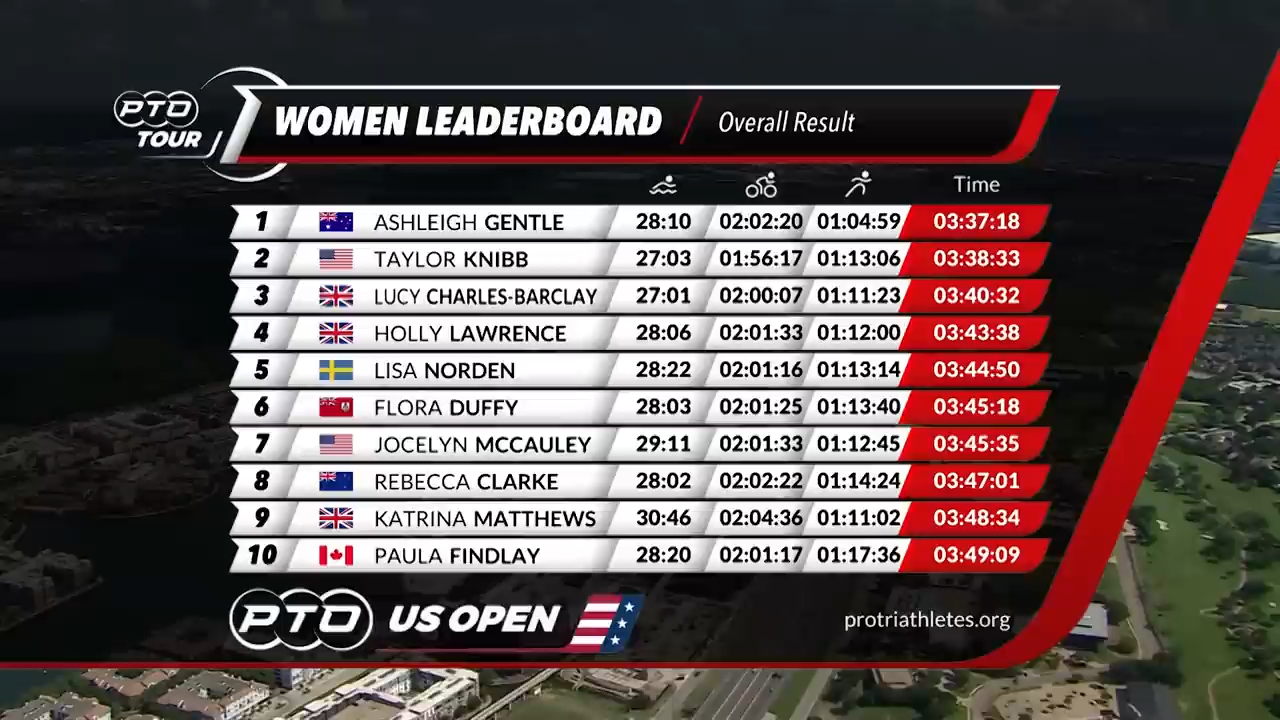 PTO TOUR
WOMEN LEADERBOARD / Overall Result
Time
1 ASHLEIGH GENTLE 28:10 02:02:20 01:04:59 03:37:18
2 TAYLOR KNIBB 27:03 01:56:17 01:13:06 03:38:33
3 LUCY CHARLES-BARCLAY 27:01 02:00:07 01:11:23 03:40:32
4 HOLLY LAWRENCE 28:06 02:01:33 01:12:00 03:43:38
5 LISA NORDEN 28:22 02:01:16 01:13:14 03:44:50
6 FLORA DUFFY 28:03 02:01:25 01:13:40 03:45:18
7 JOCELYN MCCAULEY 29:11 02:01:33 01:12:45 03:45:35
8 REBECCA CLARKE 28:02 02:02:22 01:14:24 03:47:01
9 KATRINA MATTHEWS 30:46 02:04:36 01:11:02 03:48:34
10 PAULA FINDLAY 28:20 02:01:17 01:17:36 03:49:09
PTO US OPEN protriathletes.org